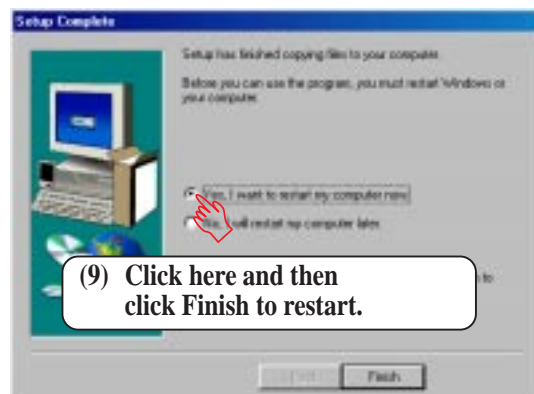 Setup Complete
Setup has finished copying files to your computer.
Before you can use the program, you must restart Windows or
your computer.
Yes, I want to restart my computer now.
No, I will restart my computer later.
to
(9) Click here and then
click Finish to restart.
Finish